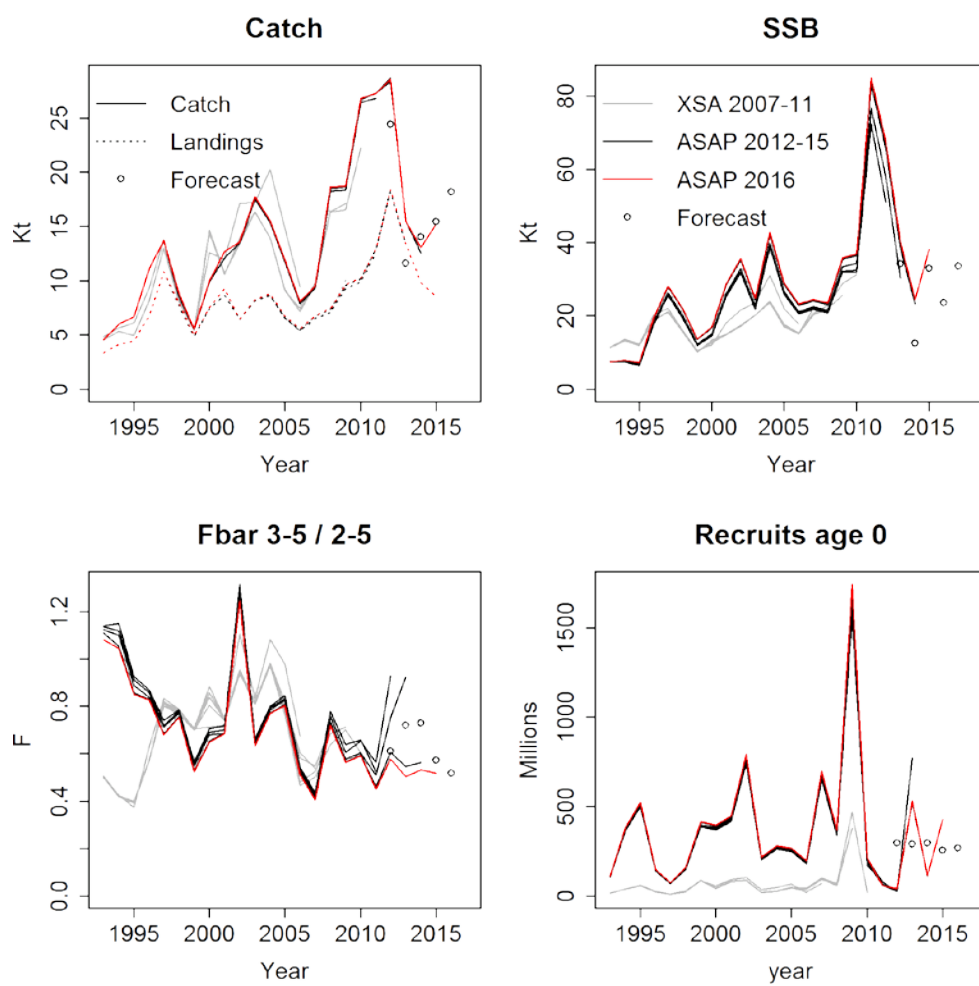 Catch
Kt
0 5 10 15 20 25
Catch
Landings
Forecast
1995 2000 2005 2010 2015
Year
SSB
Kt
0 20 40 60 80
XSA 2007-11
ASAP 2012-15
ASAP 2016
Forecast
1995 2000 2005 2010 2015
Year
Fbar 3-5 / 2-5
F
0.0 0.4 0.8 1.2
1995 2000 2005 2010 2015
Year
Recruits age 0
Millions
0 500 1000 1500
1995 2000 2005 2010 2015
year